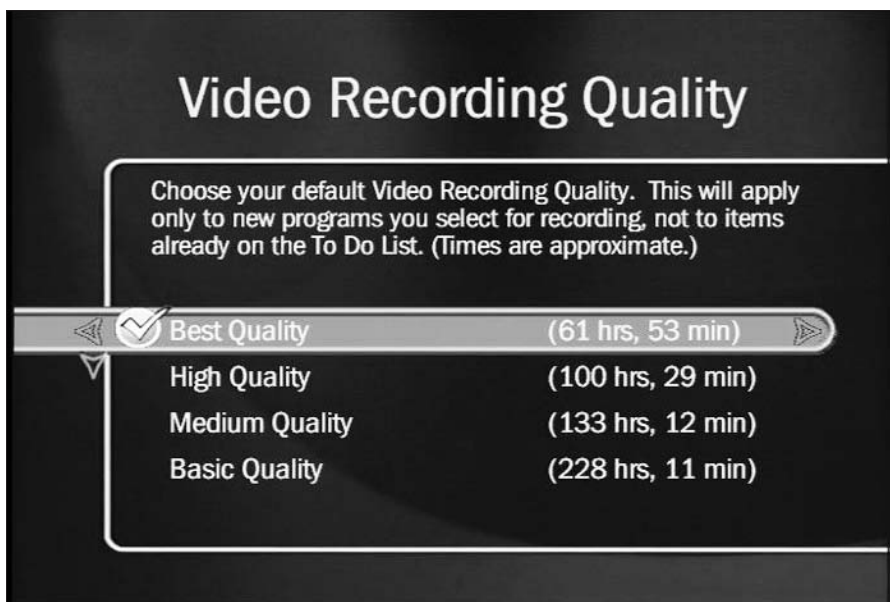 Video Recording Quality
Choose your default Video Recording Quality. This will apply
only to new programs you select for recording, not to items
already on the To Do List. (Times are approximate.)
Best Quality (61 hrs, 53 min)
High Quality (100 hrs, 29 min)
Medium Quality (133 hrs, 12 min)
Basic Quality (228 hrs, 11 min)